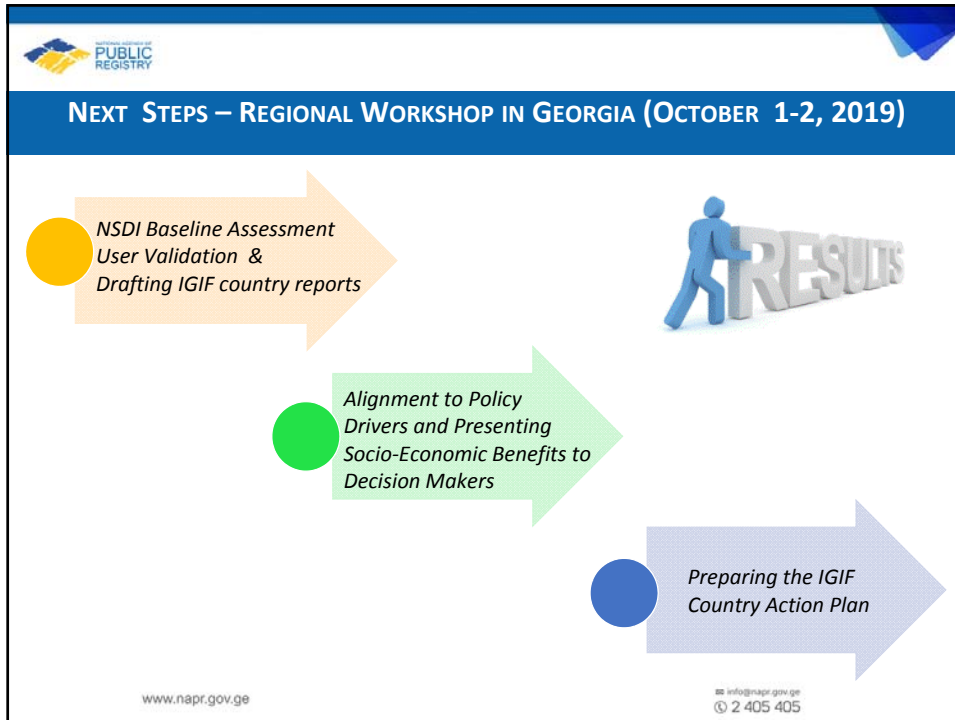 NATIONAL AGENCY OF
PUBLIC
REGISTRY
NEXT STEPS – REGIONAL WORKSHOP IN GEORGIA (OCTOBER 1-2, 2019)
NSDI Baseline Assessment
User Validation &
Drafting IGIF country reports
RESULTS
Alignment to Policy
Drivers and Presenting
Socio-Economic Benefits to
Decision Makers
Preparing the IGIF
Country Action Plan
www.napr.gov.ge
info@napr.gov.ge
2 405 405